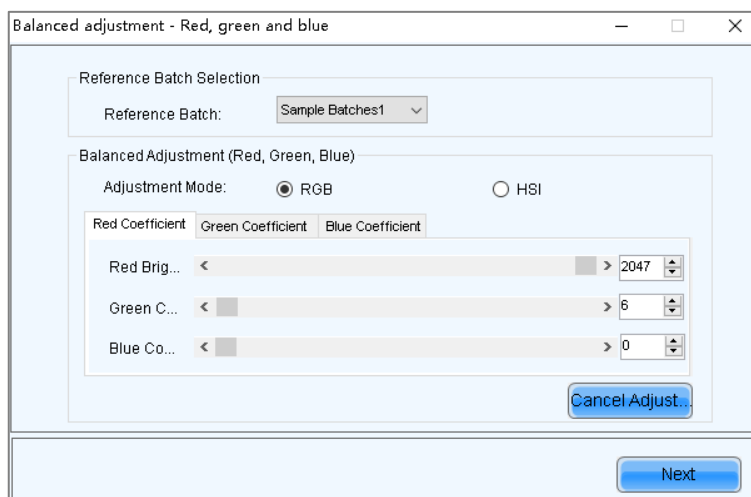 Balanced adjustment - Red, green and blue
Reference Batch Selection
Reference Batch: Sample Batches1
Balanced Adjustment (Red, Green, Blue)
Adjustment Mode: RGB HSI
Red Coefficient Green Coefficient Blue Coefficient
Red Brig... 2047
Green C... 6
Blue Co... 0
Cancel Adjust...
Next